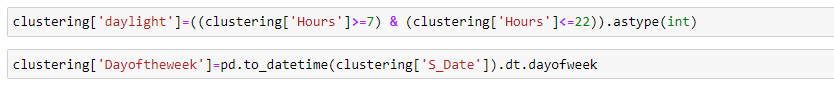 clustering['daylight']=((clustering['Hours']>=7) & (clustering['Hours']<=22)).astype(int)
clustering['Dayoftheweek']=pd.to_datetime(clustering['S_Date']).dt.dayofweek